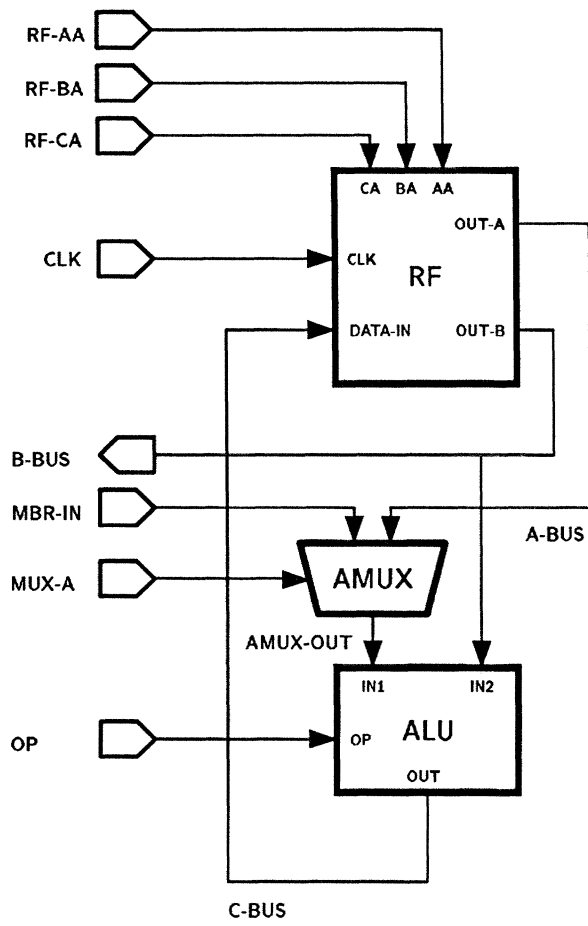 RF-AA
RF-BA
RF-CA
CA BA AA
OUT-A
CLK
CLK
RF
DATA-IN
OUT-B
B-BUS
MBR-IN
A-BUS
MUX-A
AMUX
AMUX-OUT
IN1
IN2
OP
OP
ALU
OUT
C-BUS